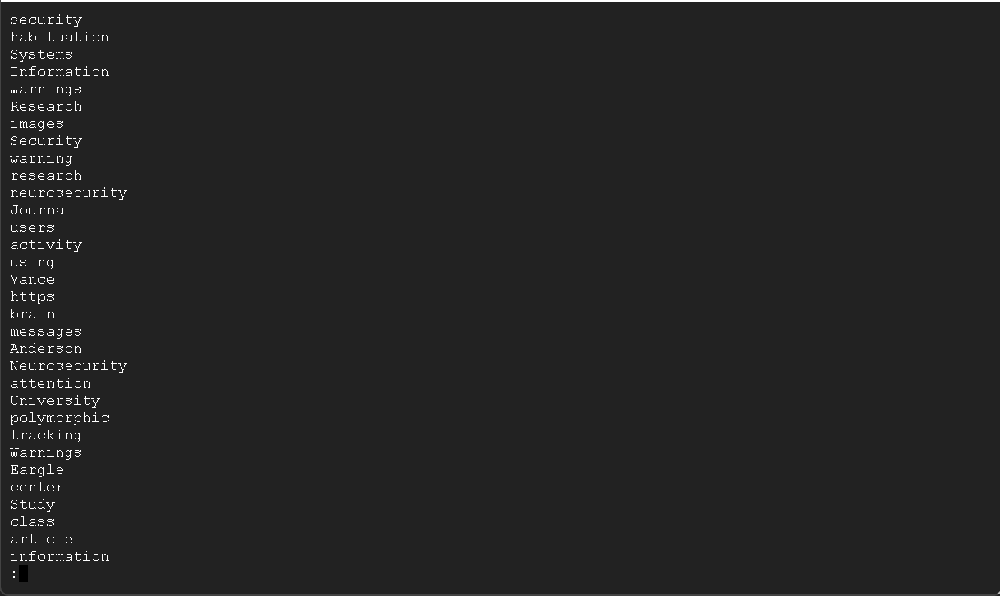 security
habituation
Systems
Information
warnings
Research
images
Security
warning
research
neurosecurity
Journal
users
activity
using
Vance
https
brain
messages
Anderson
Neurosecurity
attention
University
polymorphic
tracking
Warnings
Eargle
center
Study
class
article
information
: